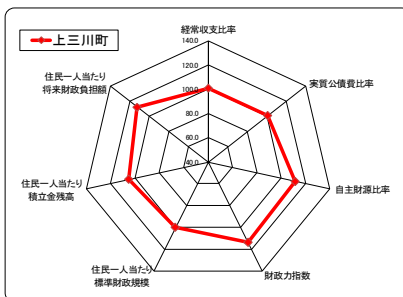 上三川町
経常収支比率
140.0
120.0
100.0
80.0
60.0
40.0
実質公債費比率
自主財源比率
財政力指数
住民一人当たり
標準財政規模
住民一人当たり
積立金残高
住民一人当たり
将来財政負担額